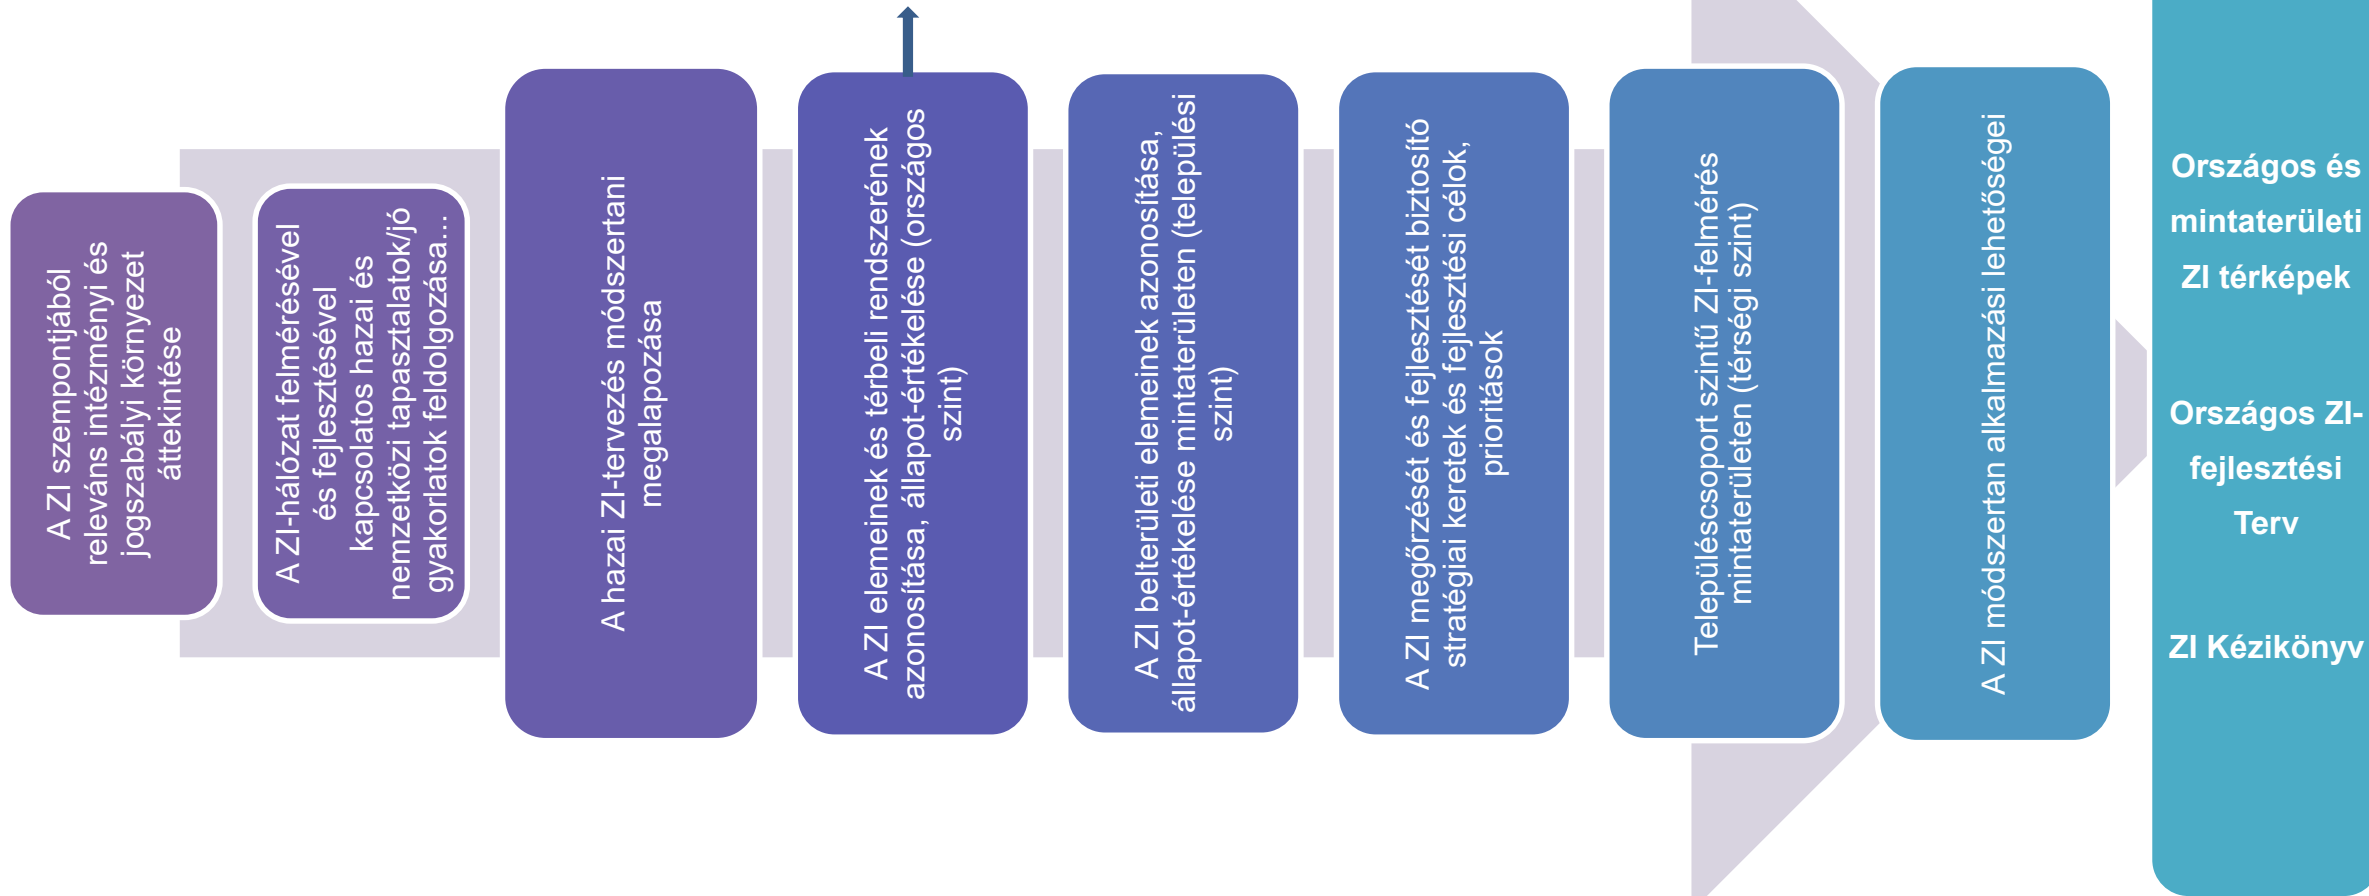 A ZI szempontjából
releváns intézményi és
jogszabályi környezet
áttekintése
A ZI-hálózat felmérésével
és fejlesztésével
kapcsolatos hazai és
nemzetközi tapasztalatok/jó
gyakorlatok feldolgozása...
A hazai ZI-tervezés módszertani
megalapozása
A ZI elemeinek és térbeli rendszerének
azonosítása, állapot-értékelése (országos
szint)
A ZI belterületi elemeinek azonosítása,
állapot-értékelése mintaterületen (települési
szint)
A ZI megőrzését és fejlesztését biztosító
stratégiai keretek és fejlesztési célok,
prioritások
Településcsoport szintű ZI-felmérés
mintaterületen (térségi szint)
A ZI módszertan alkalmazási lehetőségei
Országos és
mintaterületi
ZI térképek
Országos ZI-
fejlesztési
Terv
ZI Kézikönyv